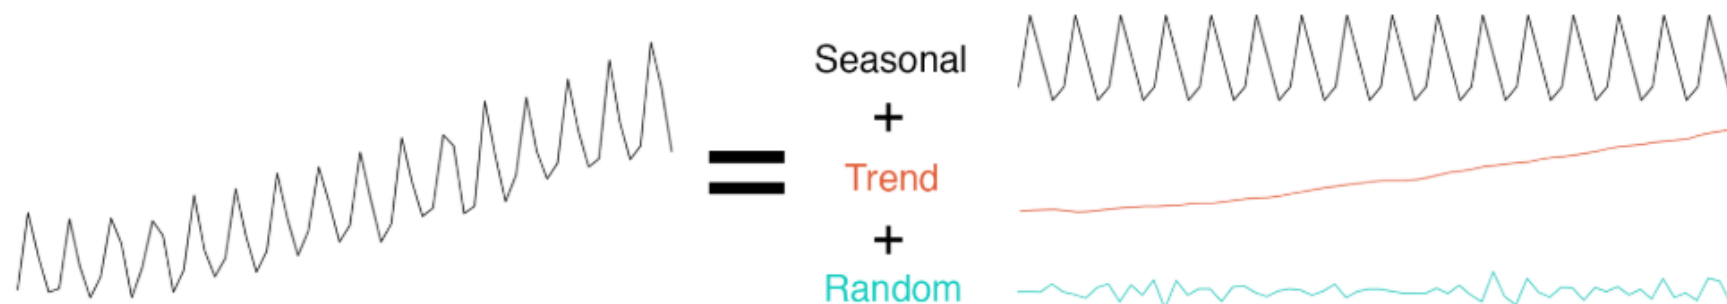 =
Seasonal
+
Trend
+
Random